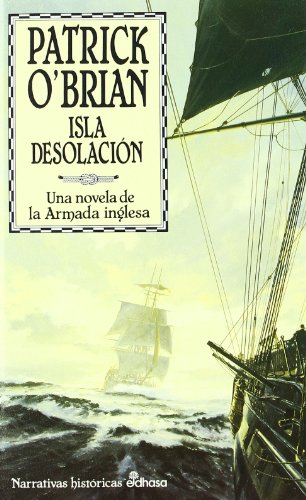 PATRICK
O'BRIAN
ISLA
DESOLACIÓN
Una novela de
la Armada inglesa
Narrativas históricas edhasa